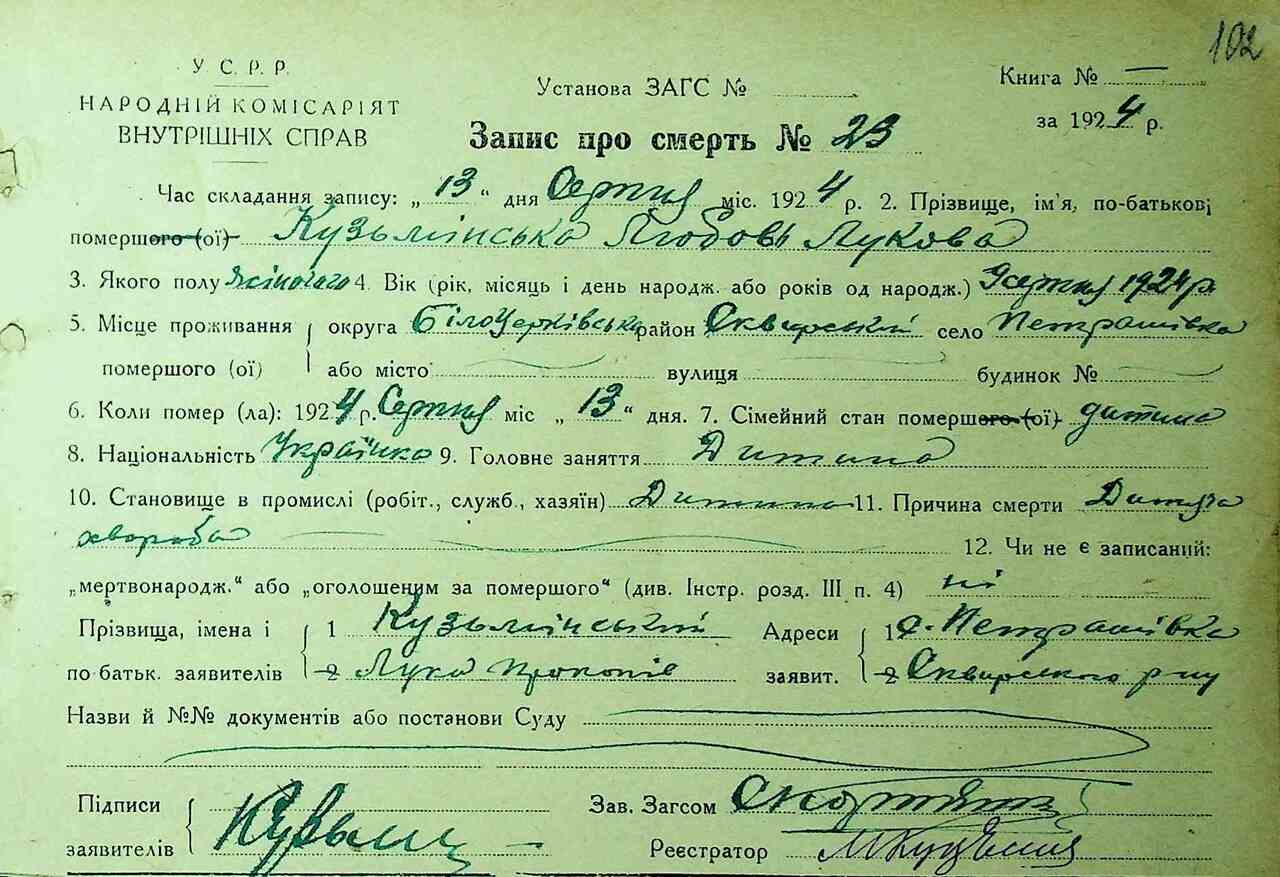 102
У. С. Р. Р.
НАРОДНІЙ КОМІСАРІЯТ
ВНУТРІШНІХ СПРАВ
Установа ЗАГС №
Книга № —
за 1924 р.
Запис про смерть № 23
Час складання запису: „13“ дня Серпня міс. 1924 р. 2. Прізвище, ім'я, по-батькові
помершого (ої) Кузьмінська Любовь Лукова
3. Якого полу жіночого 4. Вік (рік, місяць і день народж. або років од народж.) 9 серпня 1924 р
5. Місце проживання округа Білоцерківська район Сквирський село Петрашівка
помершого (ої) або місто вулиця будинок №
6. Коли помер (ла): 1924 р. Серпня міс „13“ дня. 7. Сімейний стан помершого (ої) дитина
8. Національність Українка 9. Головне заняття Дитина
10. Становище в промислі (робіт., служб., хазяїн) Дитина 11. Причина смерти Дитяча
хвороба 12. Чи не є записаний:
„мертвонародж.“ або „оголошеним за помершого“ (див. Інстр. розд. III п. 4) ні
Прізвища, імена і 1 Кузьмінський Адреси 1 с. Петрашівка
по батьк. заявителів 2 Лука Прокопів заявит. 2 Сквирського р-ну
Назви й №№ документів або постанови Суду
Підписи Зав. Загсом
заявителів Кузьмі Реєстратор